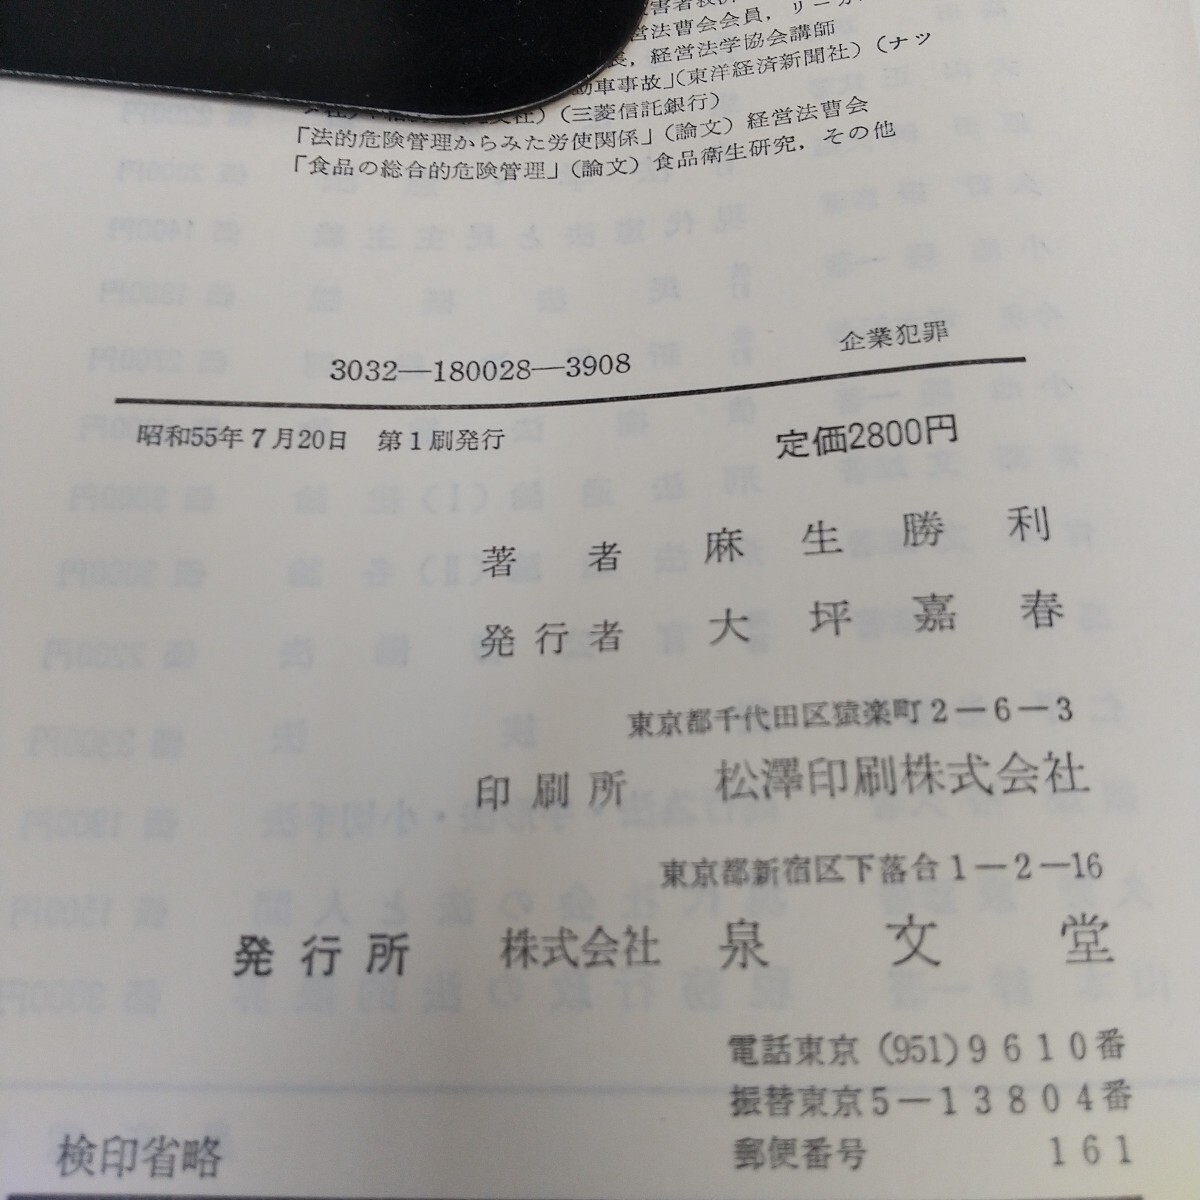 営法曹会会員，リーガ
長，経営法学協会講師
動車事故」（東洋経済新聞社）（ナッ
社）（三菱信託銀行）
「法的危険管理からみた労使関係」（論文）経営法曹会
「食品の総合的危険管理」（論文）食品衛生研究，その他
3032—180028—3908
企業犯罪
昭和55年7月20日　第1刷発行
定価2800円
著者　麻生勝利
発行者　大坪嘉春
東京都千代田区猿楽町2－6－3
印刷所　松澤印刷株式会社
東京都新宿区下落合1－2－16
発行所　株式会社　泉文堂
電話東京（951）9610番
振替東京5－13804番
検印省略
郵便番号　161